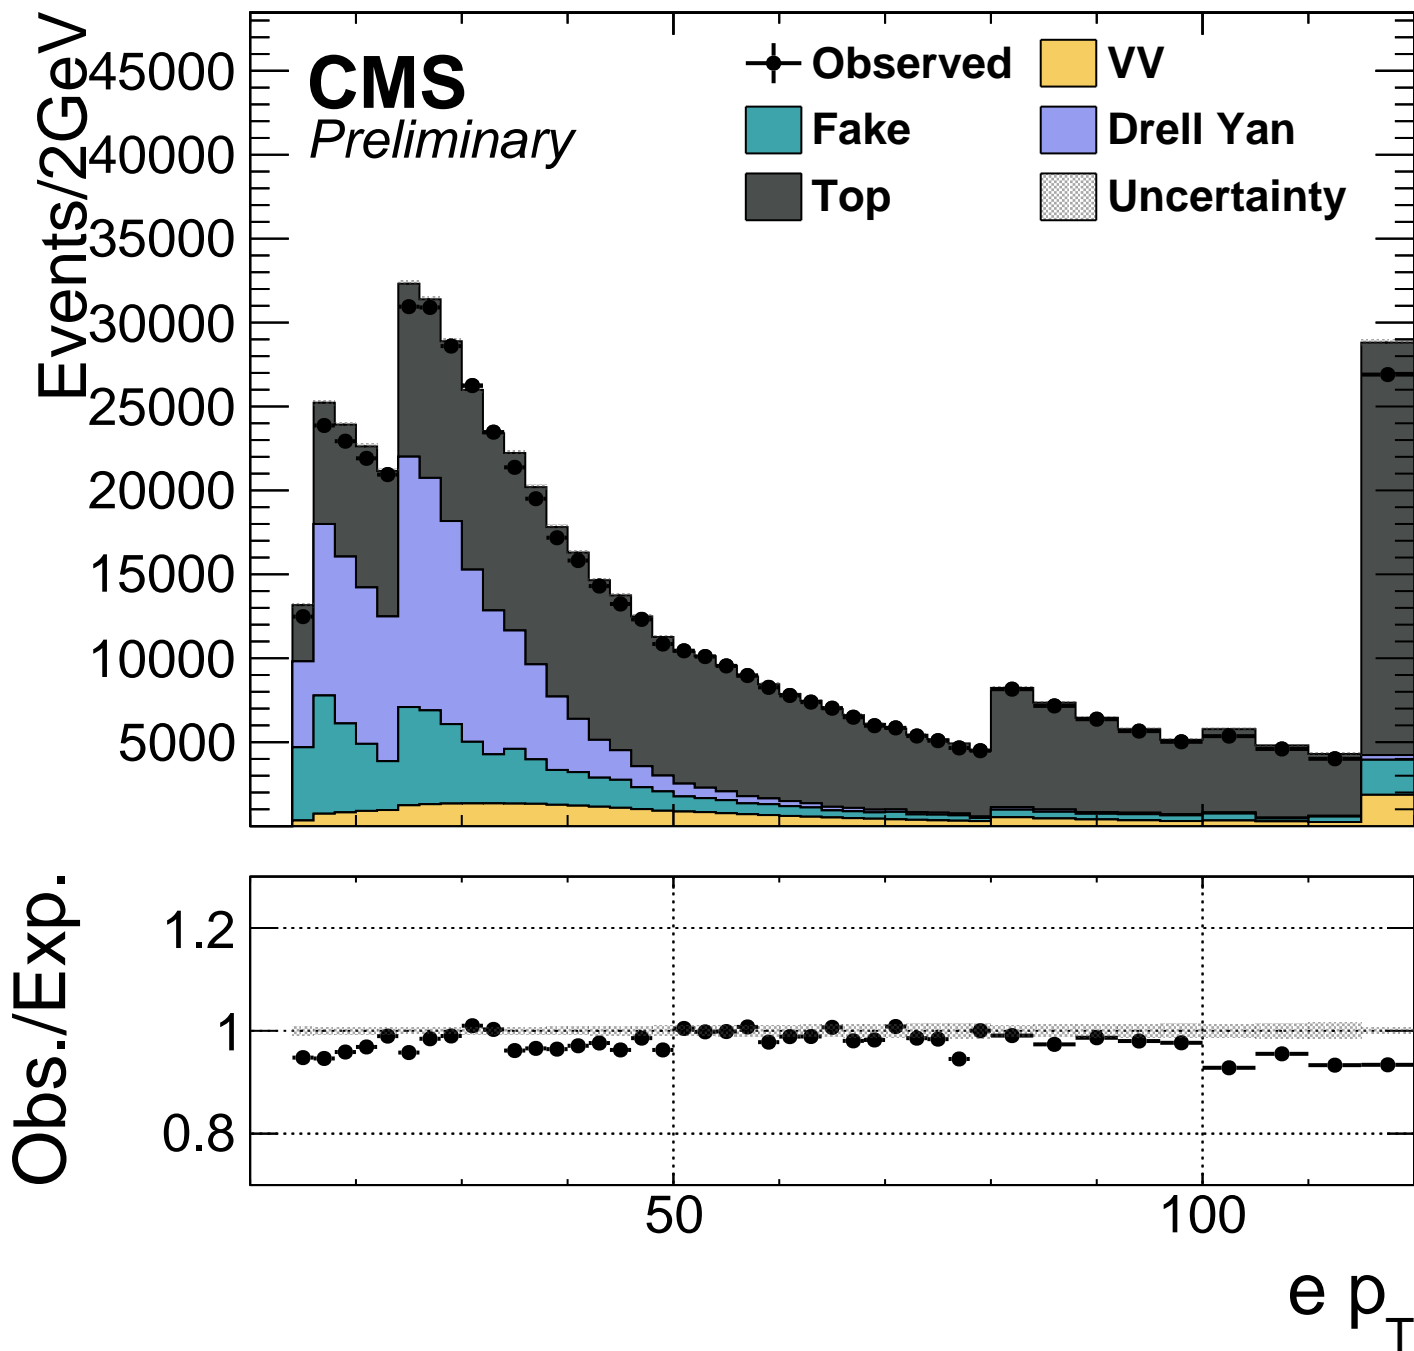 Events/2GeV
CMS
Preliminary
Observed
VV
Fake
Drell Yan
Top
Uncertainty
45000
40000
35000
30000
25000
20000
15000
10000
5000
Obs./Exp.
1.2
1
0.8
50
100
e p_T